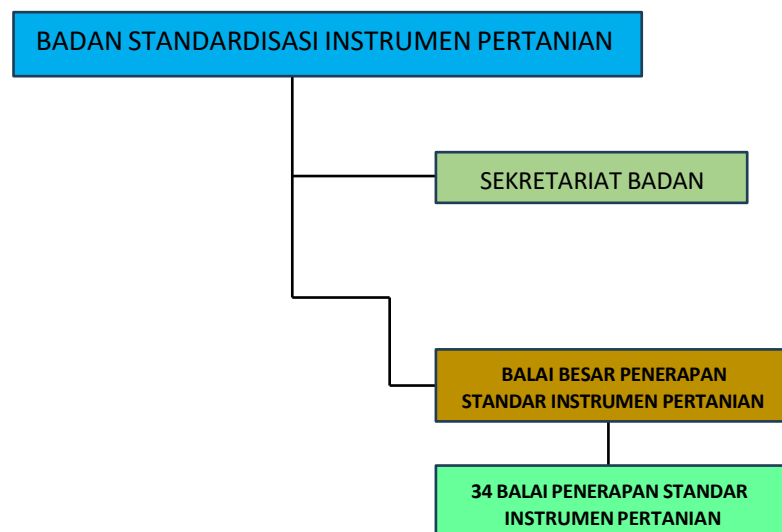 BADAN STANDARDISASI INSTRUMEN PERTANIAN
SEKRETARIAT BADAN
BALAI BESAR PENERAPAN
STANDAR INSTRUMEN PERTANIAN
34 BALAI PENERAPAN STANDAR
INSTRUMEN PERTANIAN